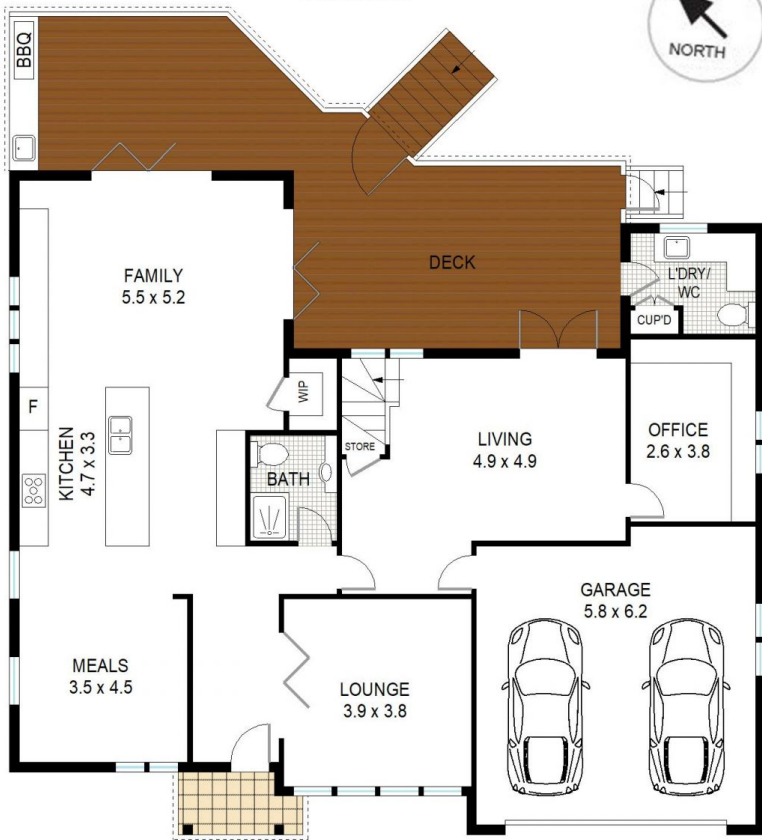 NORTH
BBQ
FAMILY
5.5 x 5.2
DECK
L'DRY/
WC
CUP'D
WIP
F
KITCHEN
4.7 x 3.3
STORE
LIVING
4.9 x 4.9
OFFICE
2.6 x 3.8
BATH
GARAGE
5.8 x 6.2
MEALS
3.5 x 4.5
LOUNGE
3.9 x 3.8